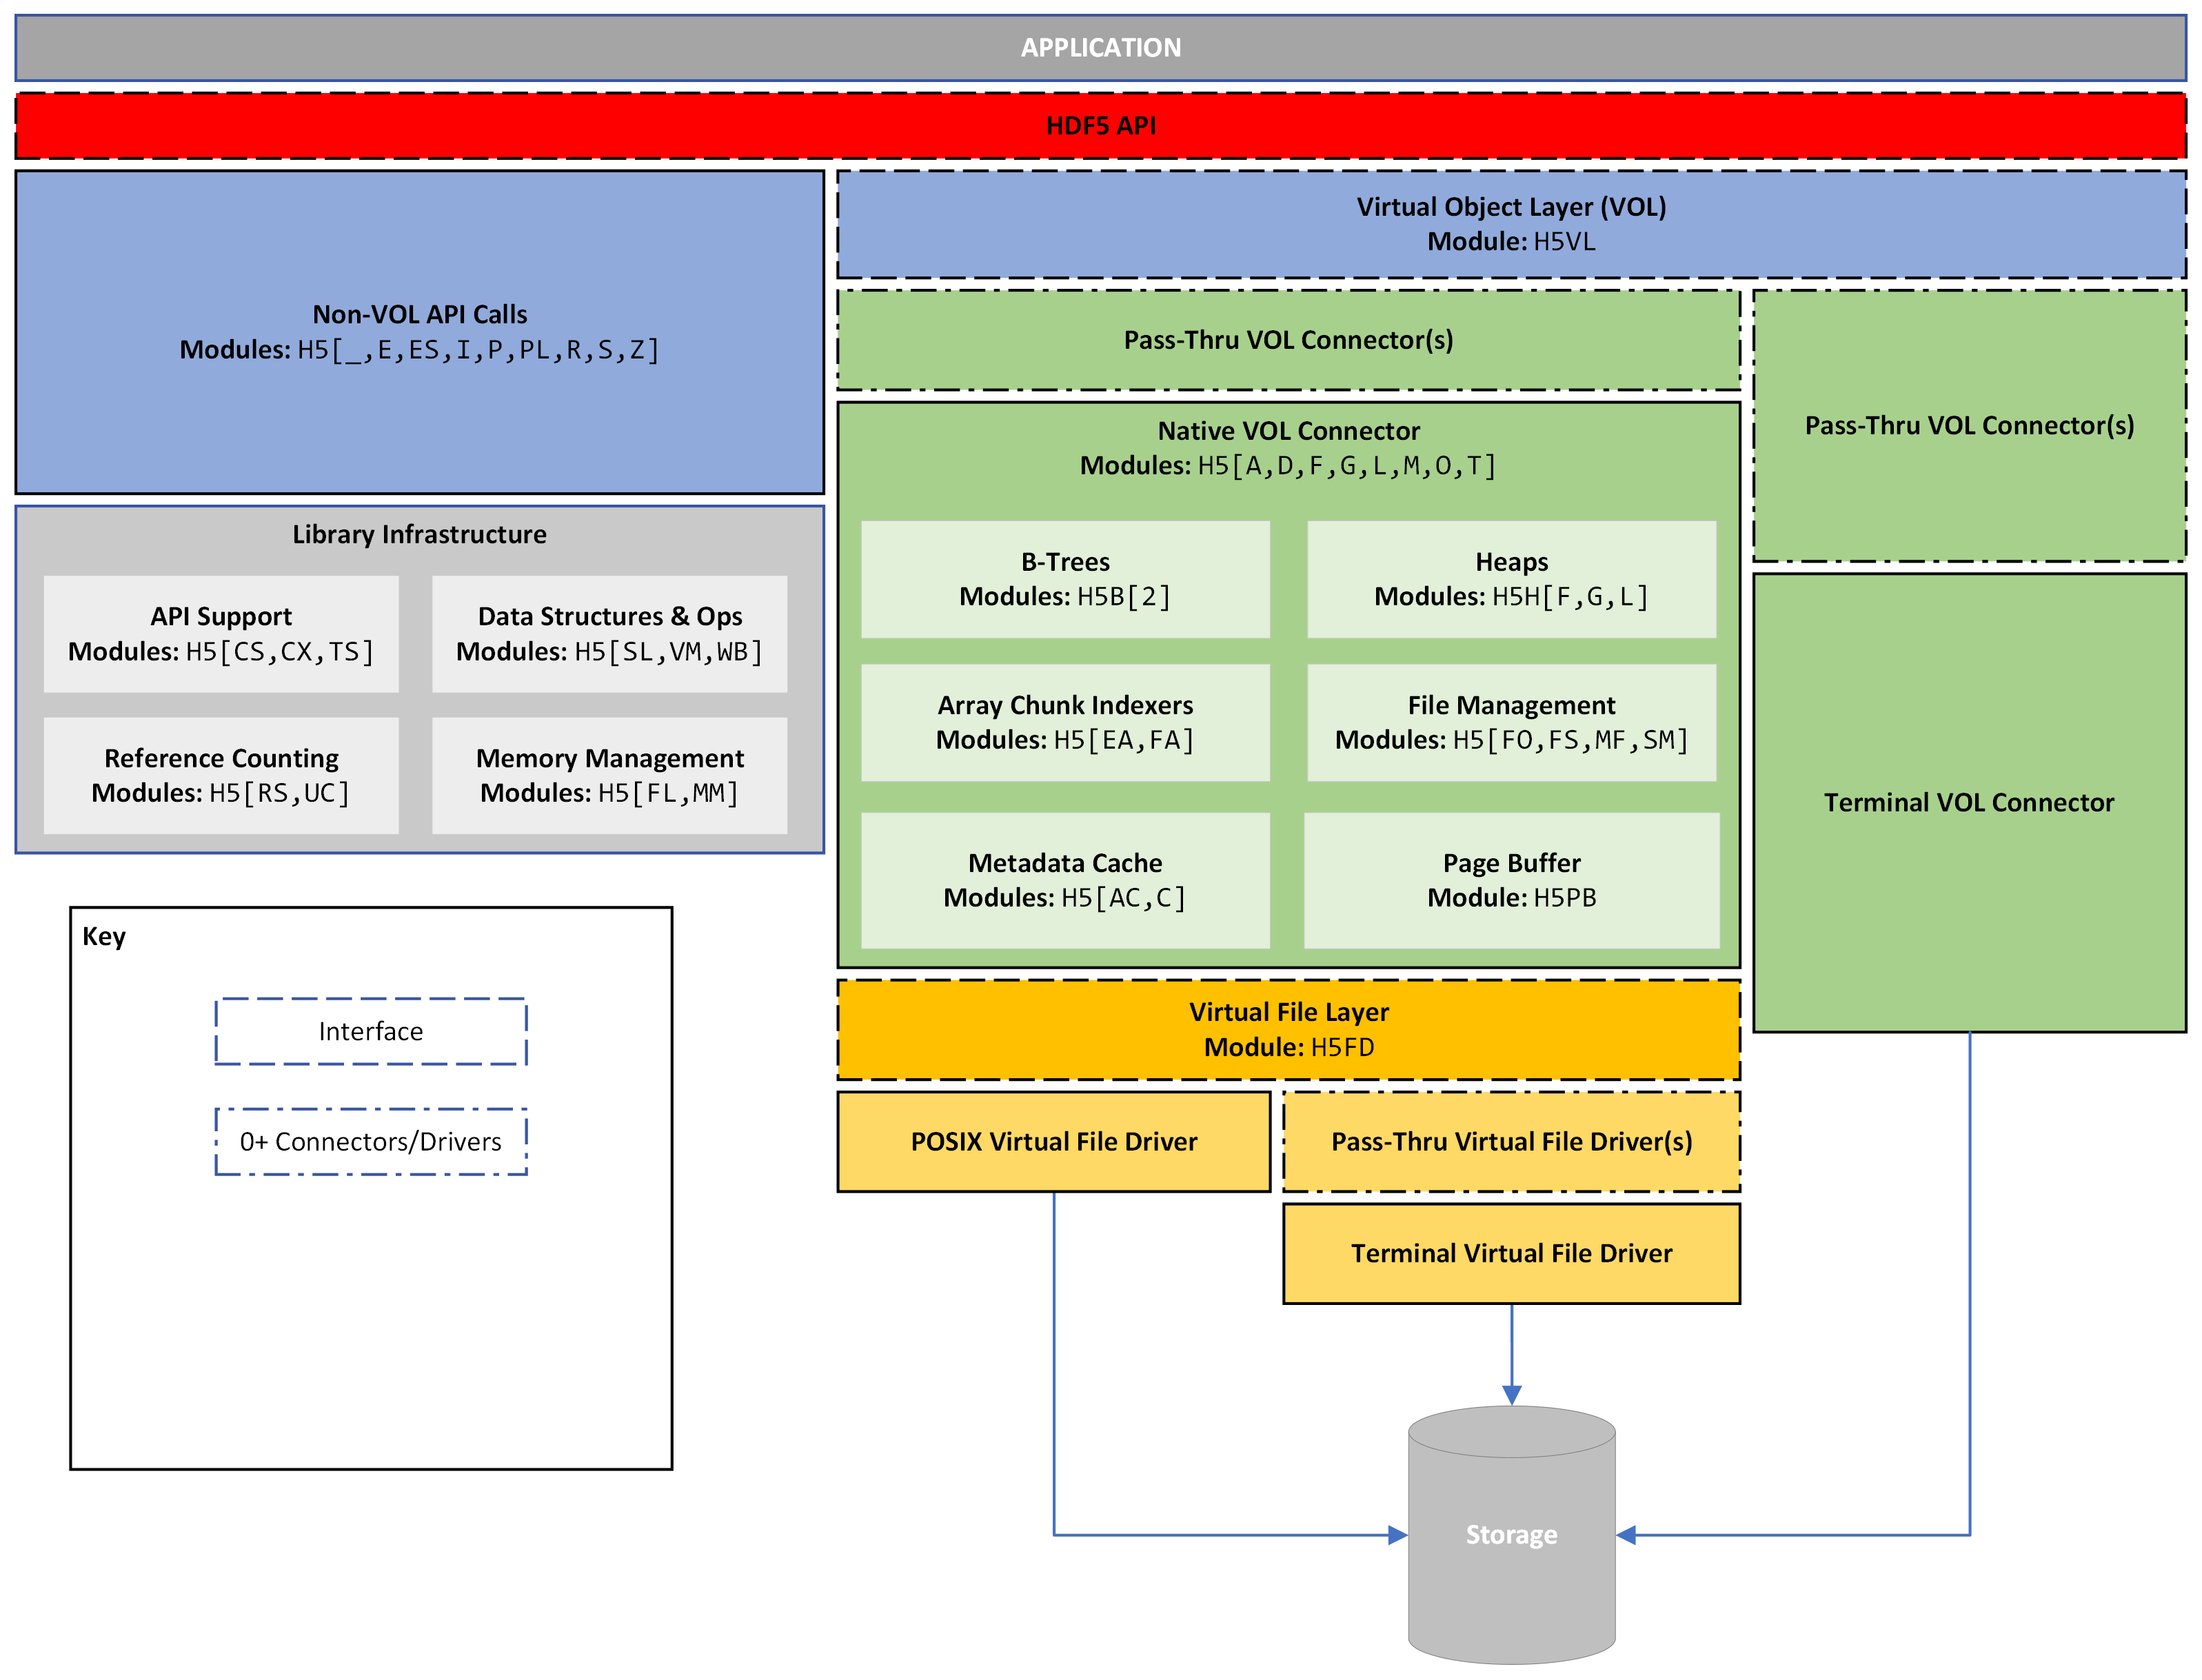 APPLICATION
HDF5 API
Non-VOL API Calls
Modules: H5[_,E,ES,I,P,PL,R,S,Z]
Virtual Object Layer (VOL)
Module: H5VL
Pass-Thru VOL Connector(s)
Pass-Thru VOL Connector(s)
Native VOL Connector
Modules: H5[A,D,F,G,L,M,O,T]
B-Trees
Modules: H5B[2]
Heaps
Modules: H5H[F,G,L]
Array Chunk Indexers
Modules: H5[EA,FA]
File Management
Modules: H5[FO,FS,MF,SM]
Metadata Cache
Modules: H5[AC,C]
Page Buffer
Module: H5PB
Terminal VOL Connector
Library Infrastructure
API Support
Modules: H5[CS,CX,TS]
Data Structures & Ops
Modules: H5[SL,VM,WB]
Reference Counting
Modules: H5[RS,UC]
Memory Management
Modules: H5[FL,MM]
Key
Interface
0+ Connectors/Drivers
Virtual File Layer
Module: H5FD
POSIX Virtual File Driver
Pass-Thru Virtual File Driver(s)
Terminal Virtual File Driver
Storage